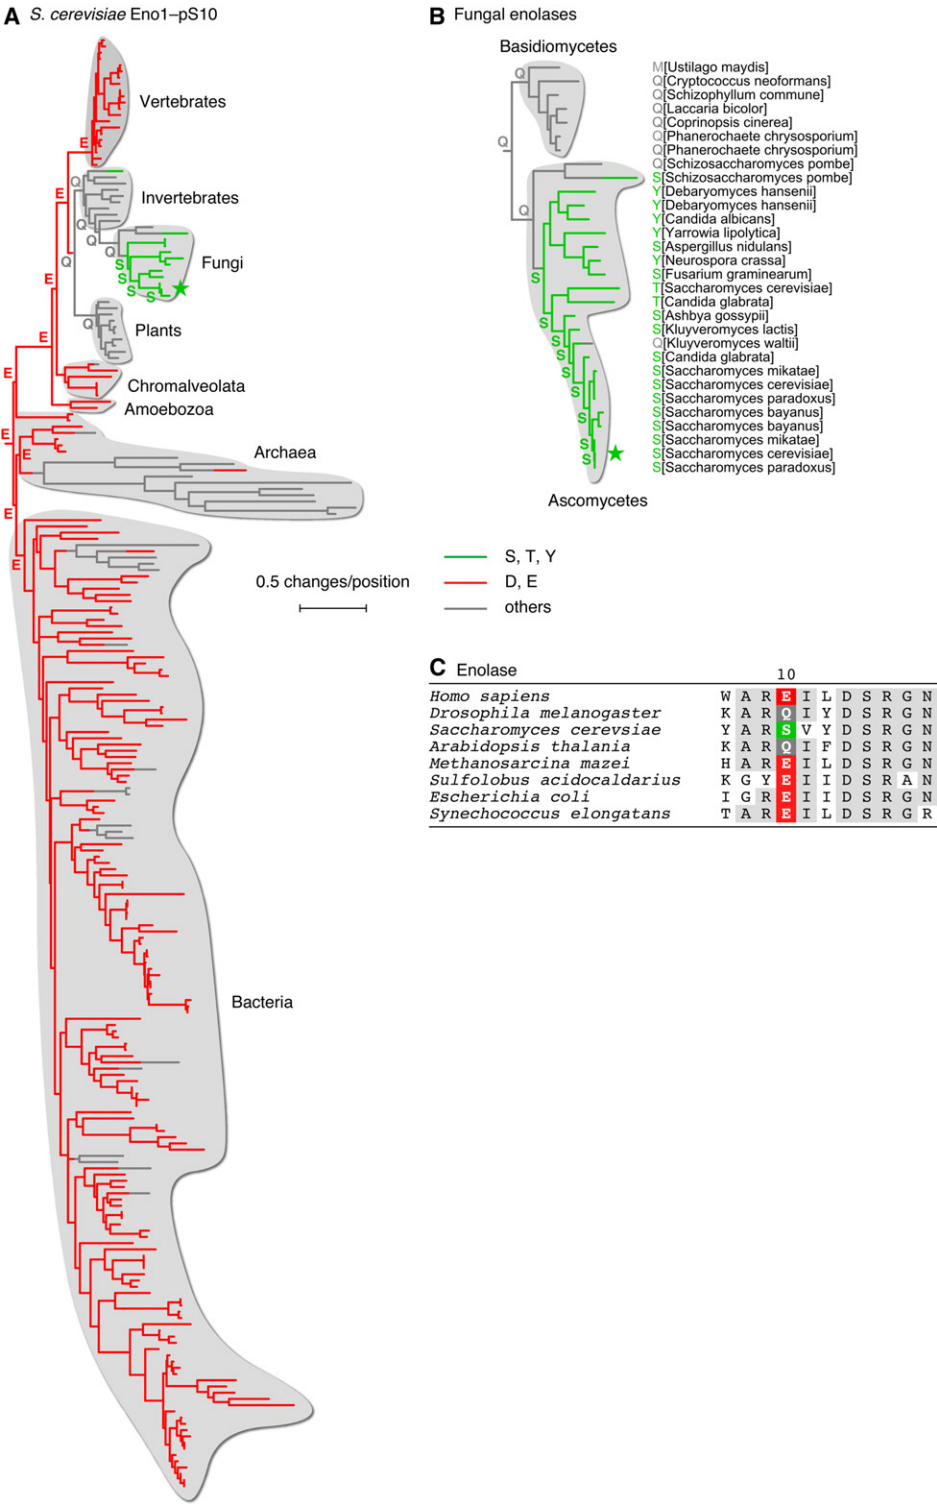 A S. cerevisiae Eno1–pS10
Vertebrates
E
E
Q
Invertebrates
Q
Q
Q
Fungi
S
S
S
S
Q
E
Q
Plants
E
E
Chromalveolata
Amoebozoa
E
E
Archaea
E
E
Bacteria
0.5 changes/position
S, T, Y
D, E
others
B Fungal enolases
Basidiomycetes
Q
Q
Q
S
S
S
S
S
S
S
S
S
Ascomycetes
M[Ustilago maydis]
Q[Cryptococcus neoformans]
Q[Schizophyllum commune]
Q[Laccaria bicolor]
Q[Coprinopsis cinerea]
Q[Phanerochaete chrysosporium]
Q[Phanerochaete chrysosporium]
Q[Schizosaccharomyces pombe]
S[Schizosaccharomyces pombe]
Y[Debaryomyces hansenii]
Y[Debaryomyces hansenii]
Y[Candida albicans]
Y[Yarrowia lipolytica]
S[Aspergillus nidulans]
Y[Neurospora crassa]
S[Fusarium graminearum]
T[Saccharomyces cerevisiae]
T[Candida glabrata]
S[Ashbya gossypii]
S[Kluyveromyces lactis]
Q[Kluyveromyces waltii]
S[Candida glabrata]
S[Saccharomyces mikatae]
S[Saccharomyces cerevisiae]
S[Saccharomyces paradoxus]
S[Saccharomyces bayanus]
S[Saccharomyces bayanus]
S[Saccharomyces mikatae]
S[Saccharomyces cerevisiae]
S[Saccharomyces paradoxus]
C Enolase
10
Homo sapiens W A R E I L D S R G N
Drosophila melanogaster K A R Q I Y D S R G N
Saccharomyces cerevsiae Y A R S V Y D S R G N
Arabidopsis thalania K A R Q I F D S R G N
Methanosarcina mazei H A R E I L D S R G N
Sulfolobus acidocaldarius K G Y E I I D S R A N
Escherichia coli I G R E I I D S R G N
Synechococcus elongatans T A R E I L D S R G R